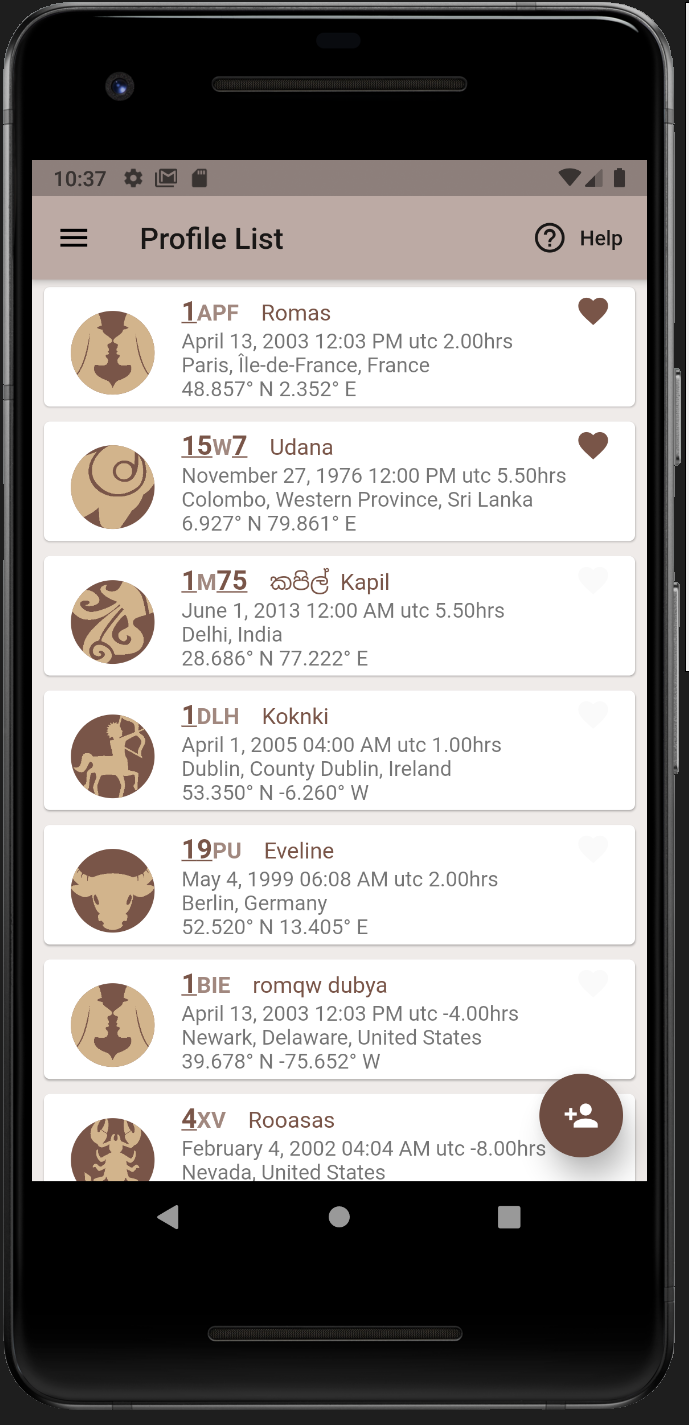 10:37
Profile List
Help
1APF Romas
April 13, 2003 12:03 PM utc 2.00hrs
Paris, Île-de-France, France
48.857° N 2.352° E
15W7 Udana
November 27, 1976 12:00 PM utc 5.50hrs
Colombo, Western Province, Sri Lanka
6.927° N 79.861° E
1M75 කපිල් Kapil
June 1, 2013 12:00 AM utc 5.50hrs
Delhi, India
28.686° N 77.222° E
1DLH Koknki
April 1, 2005 04:00 AM utc 1.00hrs
Dublin, County Dublin, Ireland
53.350° N -6.260° W
19PU Eveline
May 4, 1999 06:08 AM utc 2.00hrs
Berlin, Germany
52.520° N 13.405° E
1BIE romqw dubya
April 13, 2003 12:03 PM utc -4.00hrs
Newark, Delaware, United States
39.678° N -75.652° W
4XV Rooasas
February 4, 2002 04:04 AM utc -8.00hrs
Nevada, United States